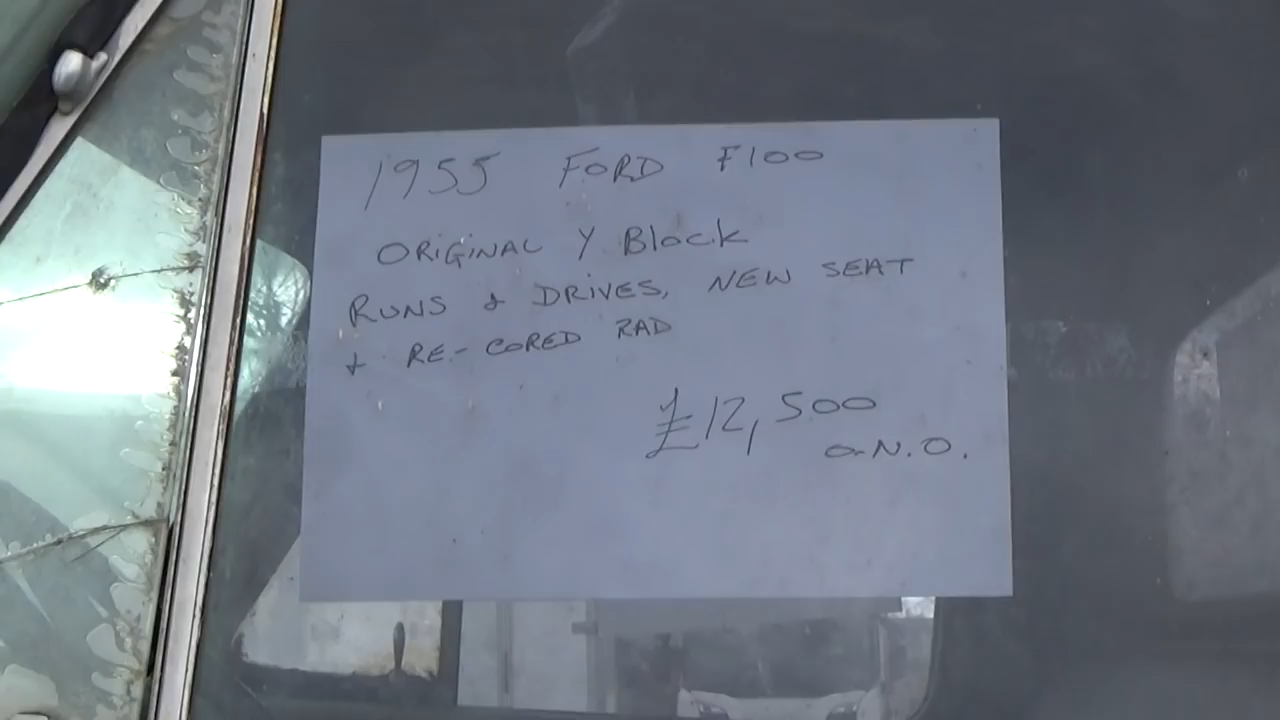 1955 FORD F100
ORIGINAL Y Block
RUNS & DRIVES, NEW SEAT
& RE-CORED RAD
£12,500
O.N.O.